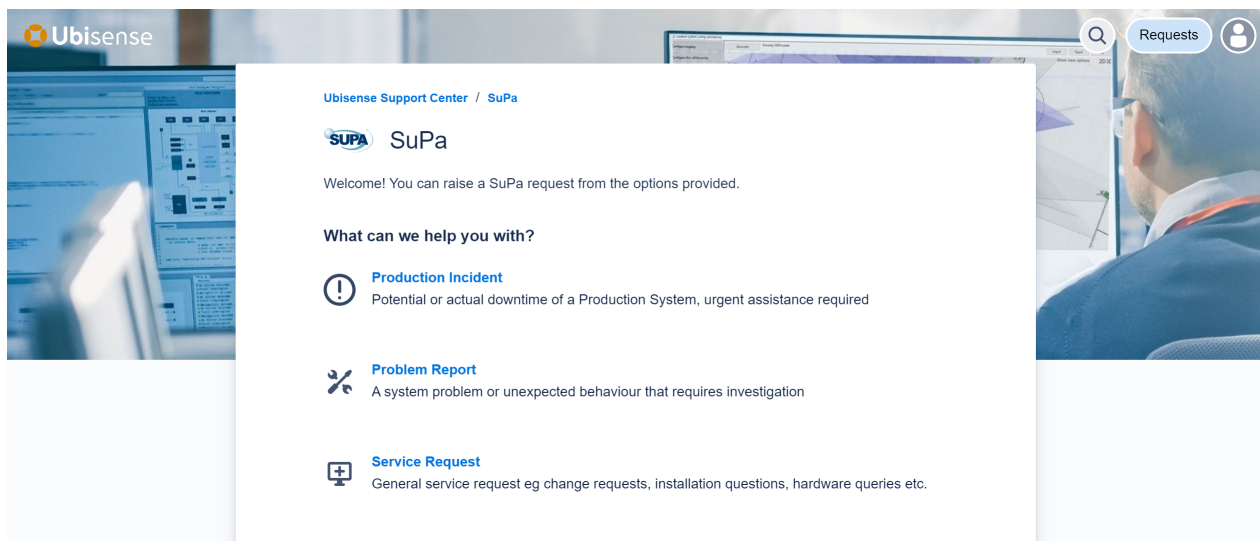 Ubisense
Requests
Ubisense Support Center / SuPa
SUPA SuPa
Welcome! You can raise a SuPa request from the options provided.
What can we help you with?
Production Incident
Potential or actual downtime of a Production System, urgent assistance required
Problem Report
A system problem or unexpected behaviour that requires investigation
Service Request
General service request eg change requests, installation questions, hardware queries etc.